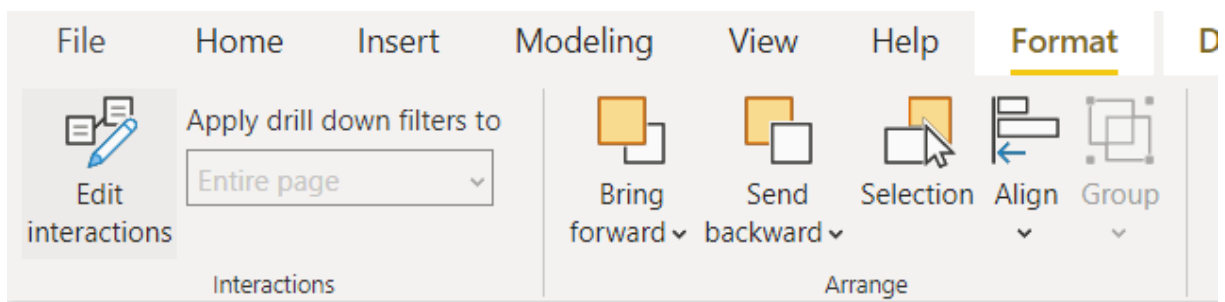 File Home Insert Modeling View Help Format D
Apply drill down filters to
Entire page
Edit
interactions
Bring
forward
Send
backward
Selection
Align
Group
Interactions
Arrange